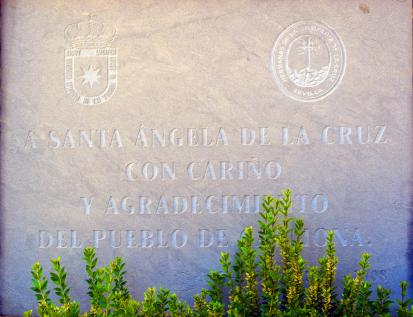 A SANTA ÁNGELA DE LA CRUZ
CON CARIÑO
Y AGRADECIMIENTO
DEL PUEBLO DE